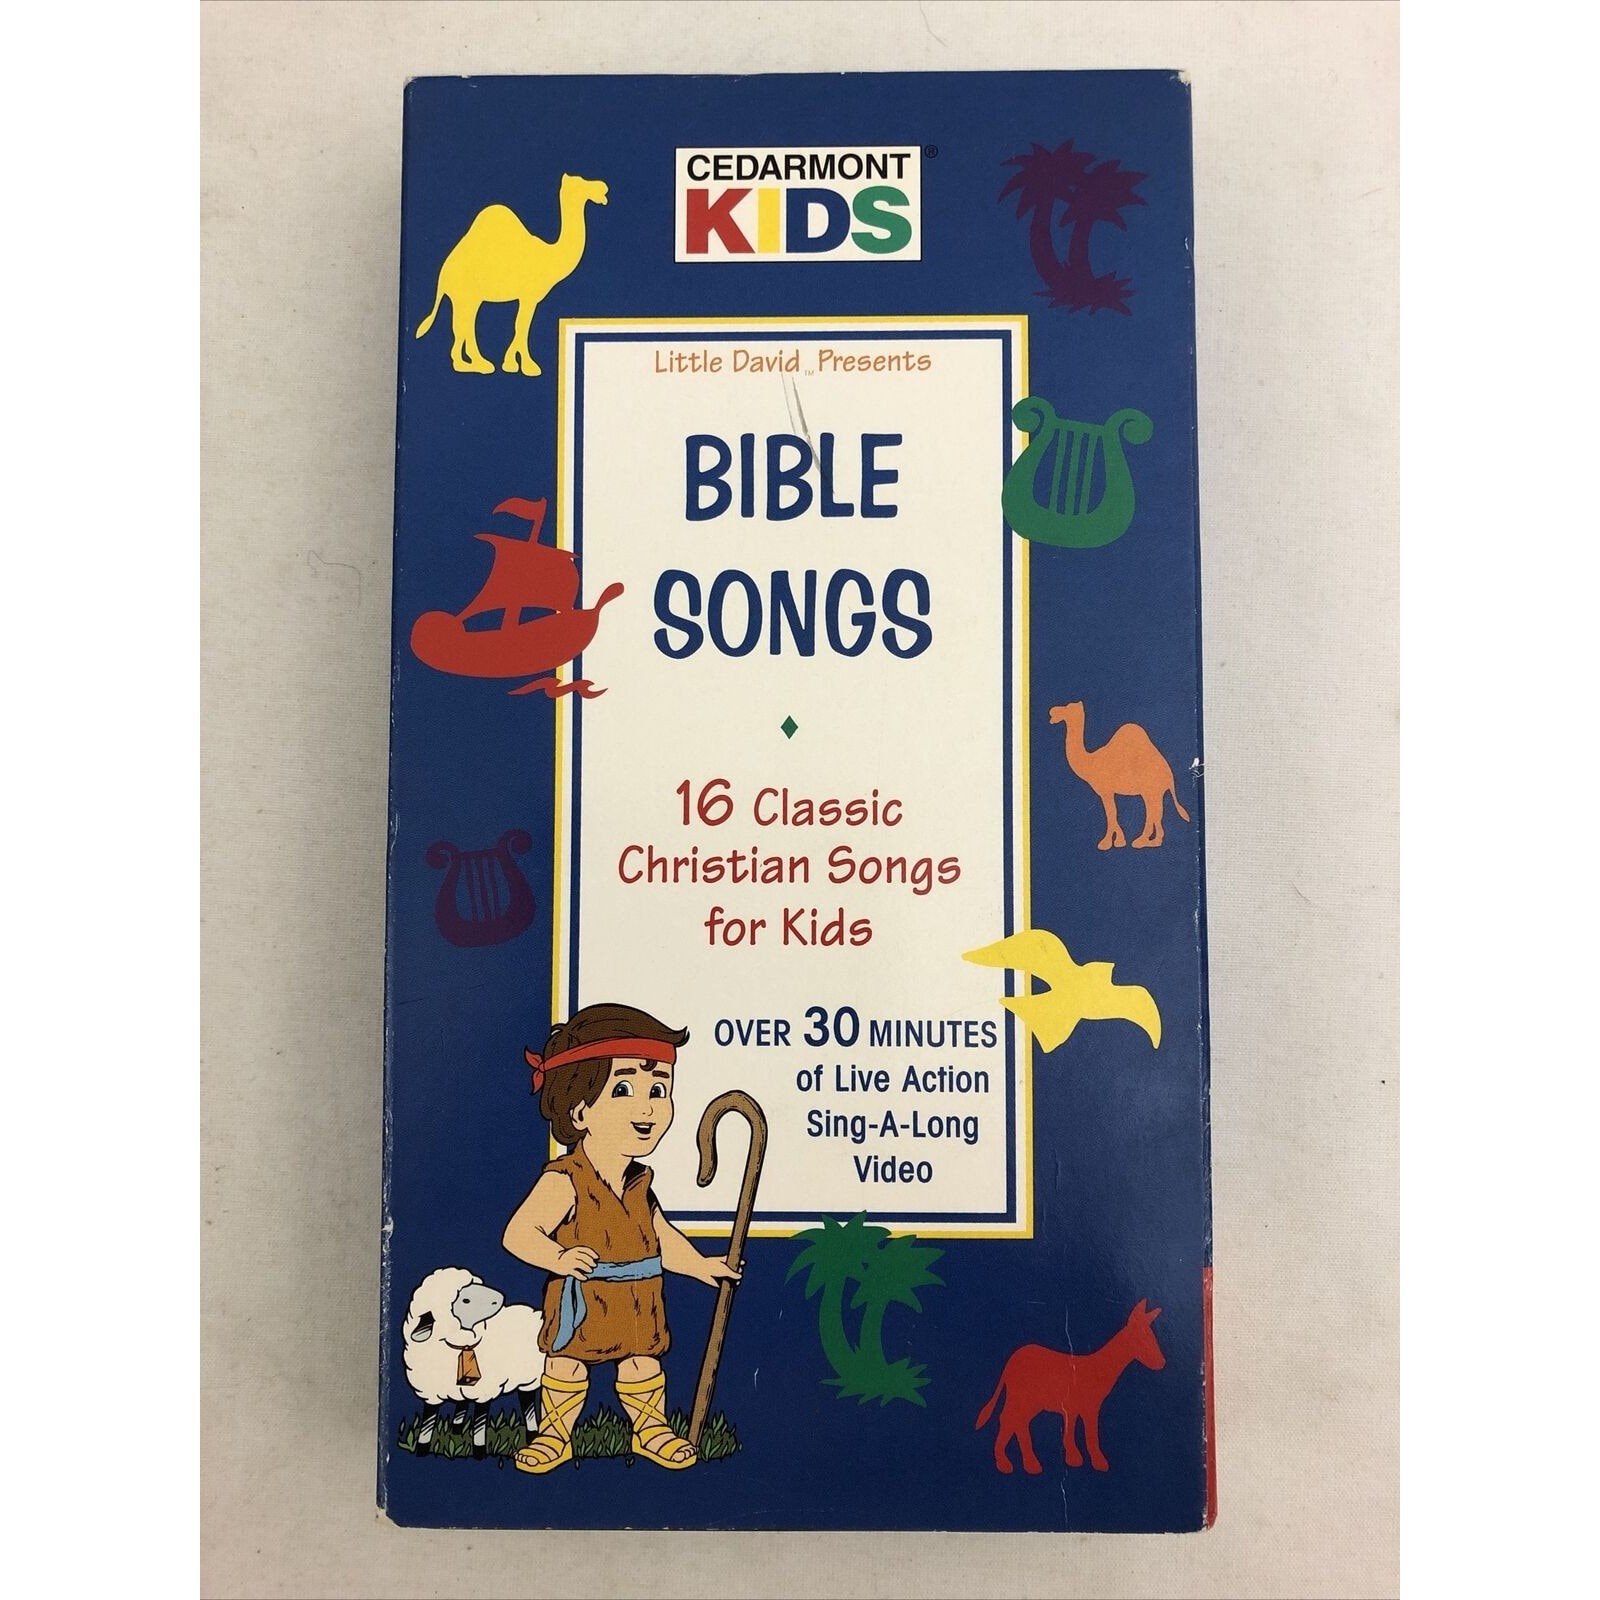 CEDARMONT®
KIDS
Little David™ Presents
BIBLE
SONGS
16 Classic
Christian Songs
for Kids
OVER 30 MINUTES
of Live Action
Sing-A-Long
Video